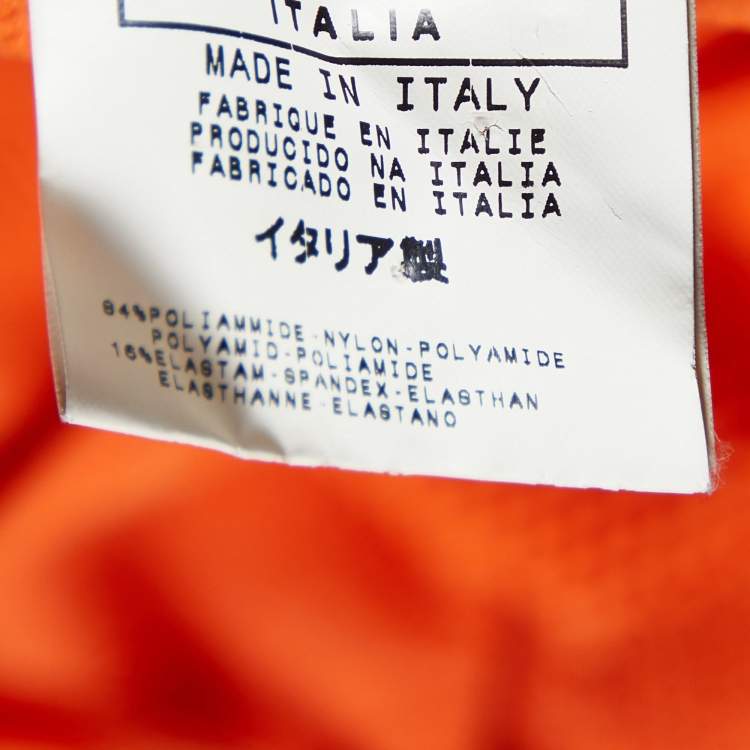 ITALIA
MADE IN ITALY
FABRIQUE EN ITALIE
PRODUCIDO NA ITALIA
FABRICADO EN ITALIA
イタリア製
84%POLIAMMIDE-NYLON-POLYAMIDE
POLYAMID-POLIAMIDE
16%ELASTAM-SPANDEX-ELASTHAN
ELASTHANNE-ELASTANO